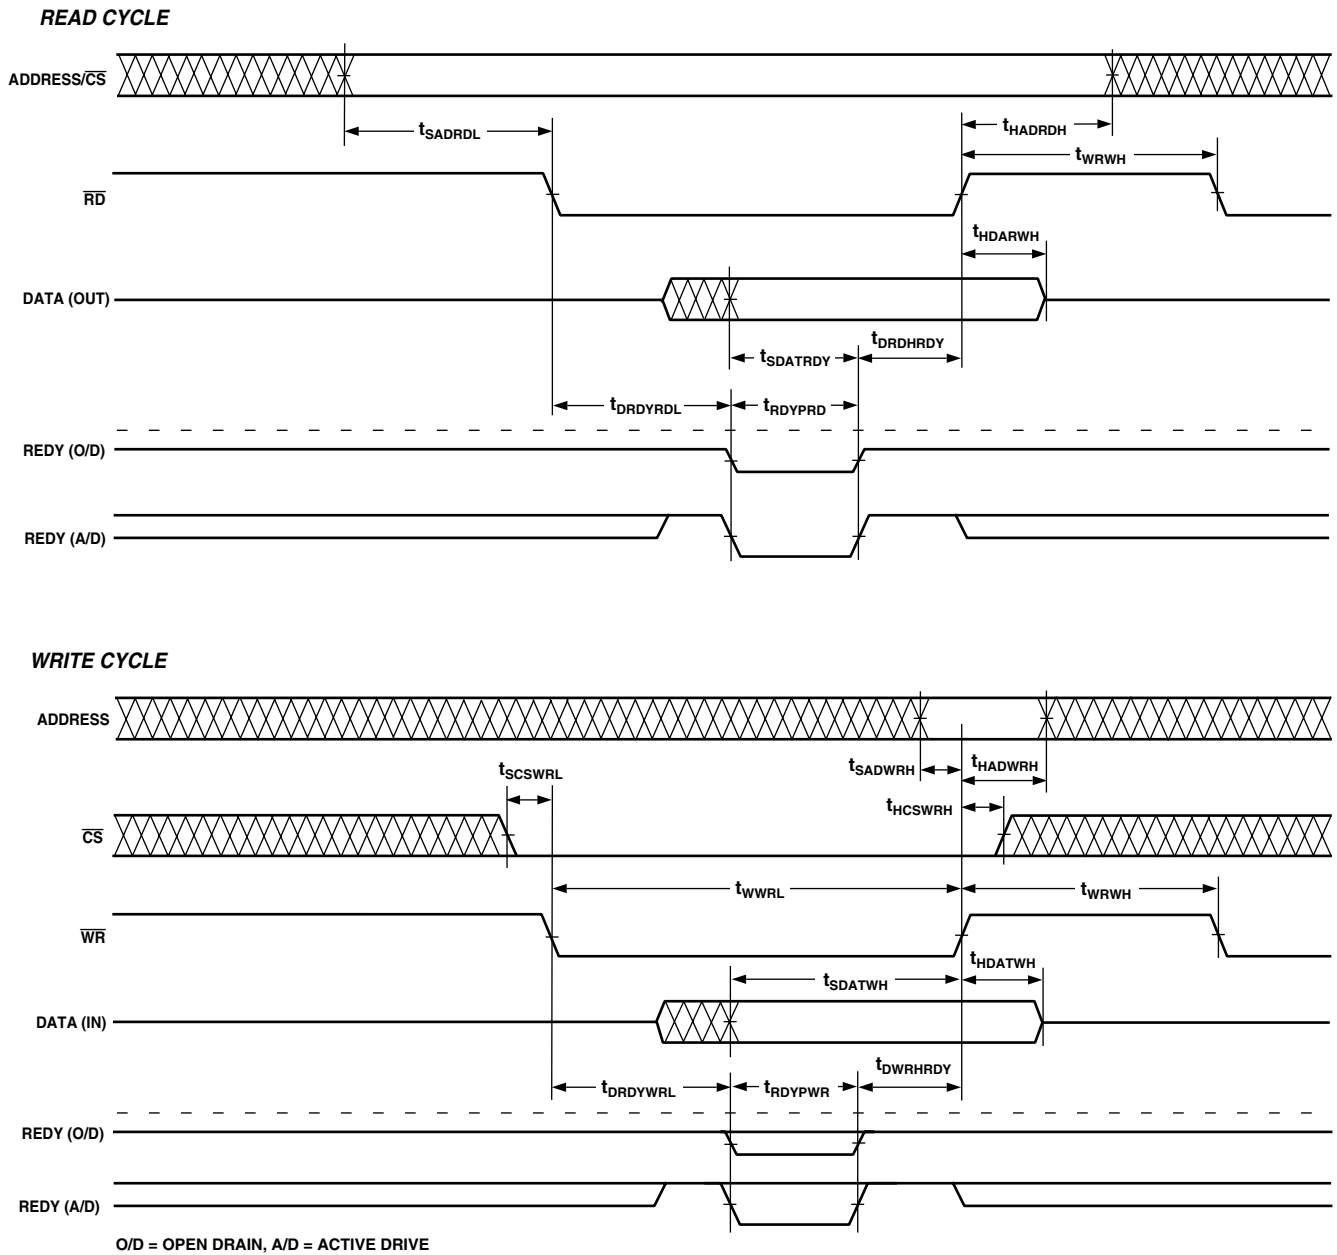 READ CYCLE
ADDRESS/CS
tSADRDL
tHADRDH
tWRWH
RD
tHDARWH
DATA (OUT)
tSDATRDY
tDRDHRDY
tDRDYRDL
tRDYPRD
REDY (O/D)
REDY (A/D)
WRITE CYCLE
ADDRESS
tSCSWRL
tSADWRH
tHADWRH
tHCSWRH
CS
tWWRL
tWRWH
WR
tSDATWH
tHDATWH
DATA (IN)
tDRDYWRL
tRDYPWR
tDWRHRDY
REDY (O/D)
REDY (A/D)
O/D = OPEN DRAIN, A/D = ACTIVE DRIVE